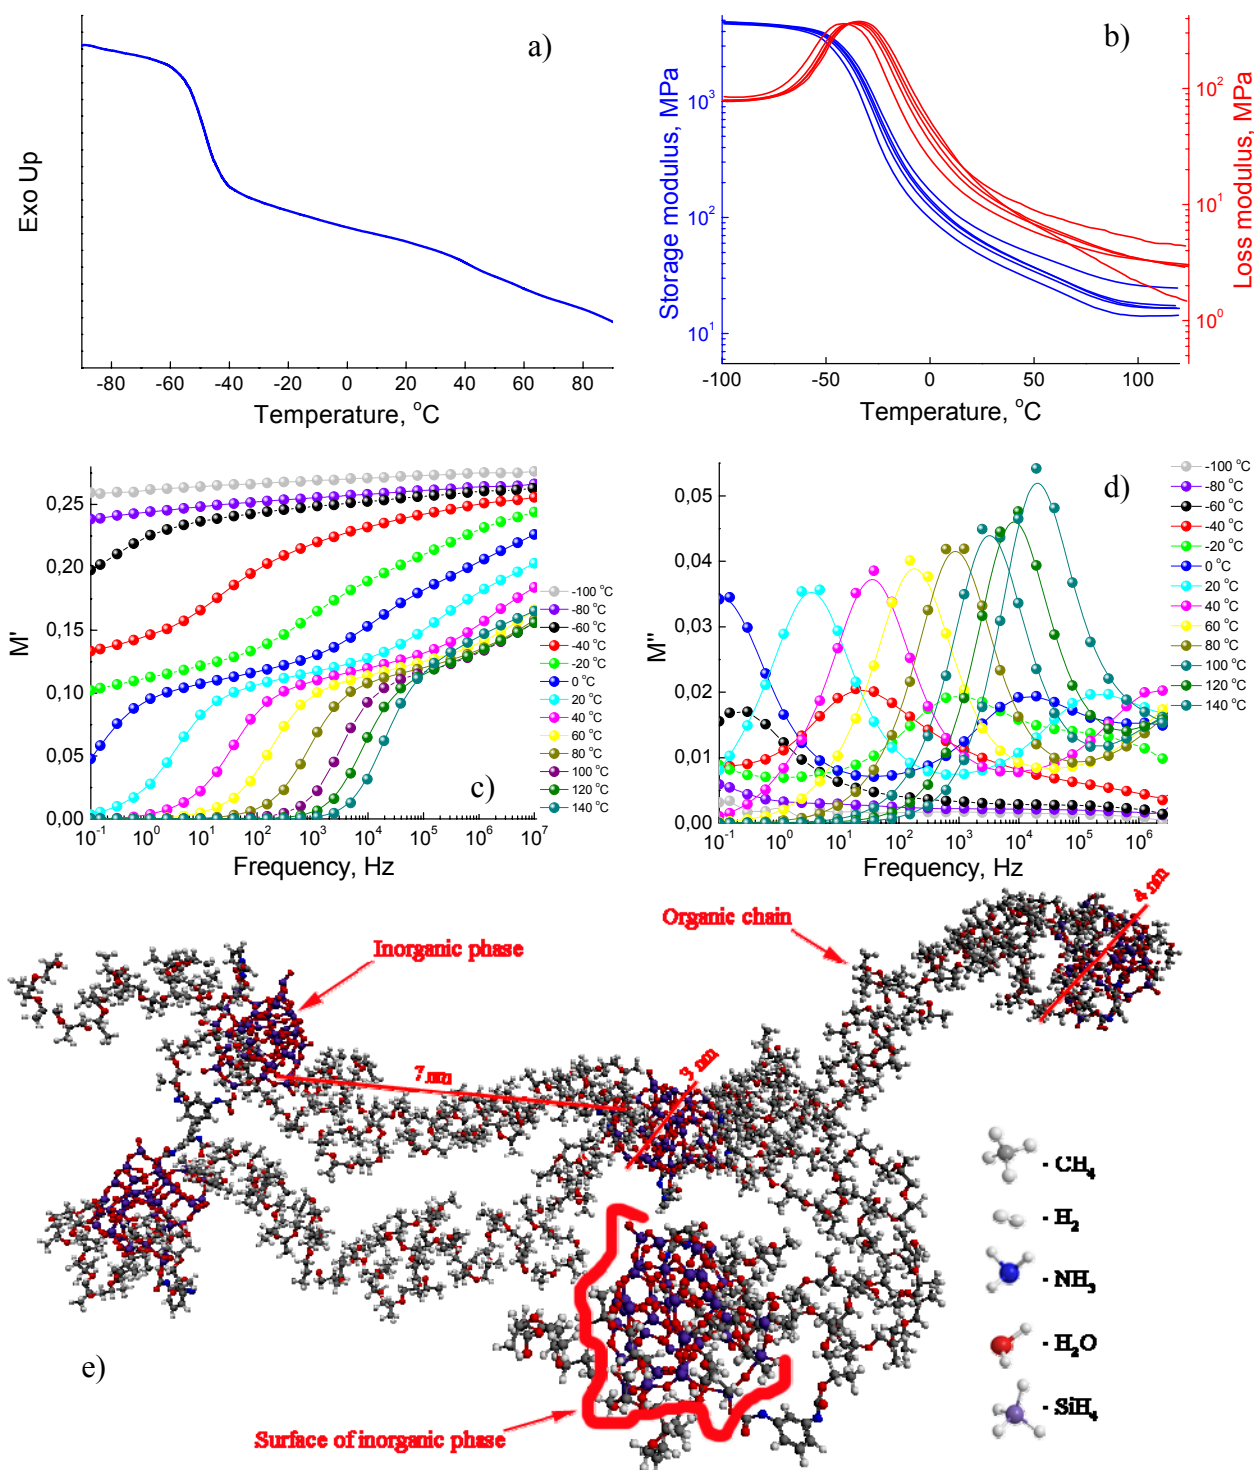 a)
Exo Up
-80 -60 -40 -20 0 20 40 60 80
Temperature, °C
b)
Storage modulus, MPa
10³
10²
10¹
Loss modulus, MPa
10²
10¹
10⁰
-100 -50 0 50 100
Temperature, °C
M'
0,25
0,20
0,15
0,10
0,05
0,00
10⁻¹ 10⁰ 10¹ 10² 10³ 10⁴ 10⁵ 10⁶ 10⁷
Frequency, Hz
c)
-100 °C
-80 °C
-60 °C
-40 °C
-20 °C
0 °C
20 °C
40 °C
60 °C
80 °C
100 °C
120 °C
140 °C
M''
0,05
0,04
0,03
0,02
0,01
0,00
10⁻¹ 10⁰ 10¹ 10² 10³ 10⁴ 10⁵ 10⁶
Frequency, Hz
d)
-100 °C
-80 °C
-60 °C
-40 °C
-20 °C
0 °C
20 °C
40 °C
60 °C
80 °C
100 °C
120 °C
140 °C
Organic chain
4 nm
Inorganic phase
7 nm
3 nm
- CH₄
- H₂
- NH₃
- H₂O
- SiH₄
e)
Surface of inorganic phase